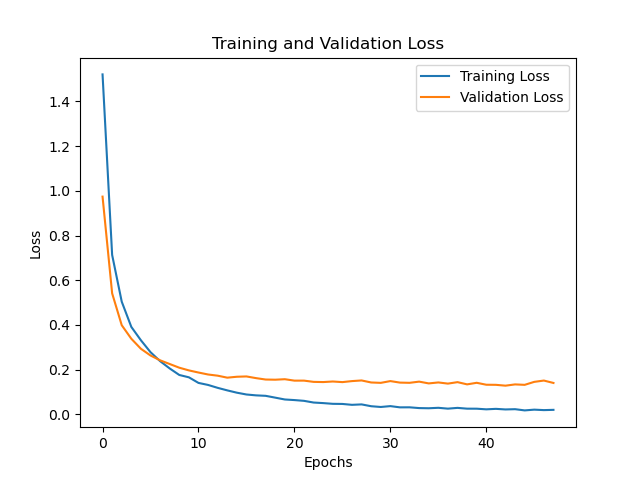 Training and Validation Loss
Training Loss
Validation Loss
1.4
1.2
1.0
0.8
0.6
0.4
0.2
0.0
Loss
0 10 20 30 40
Epochs